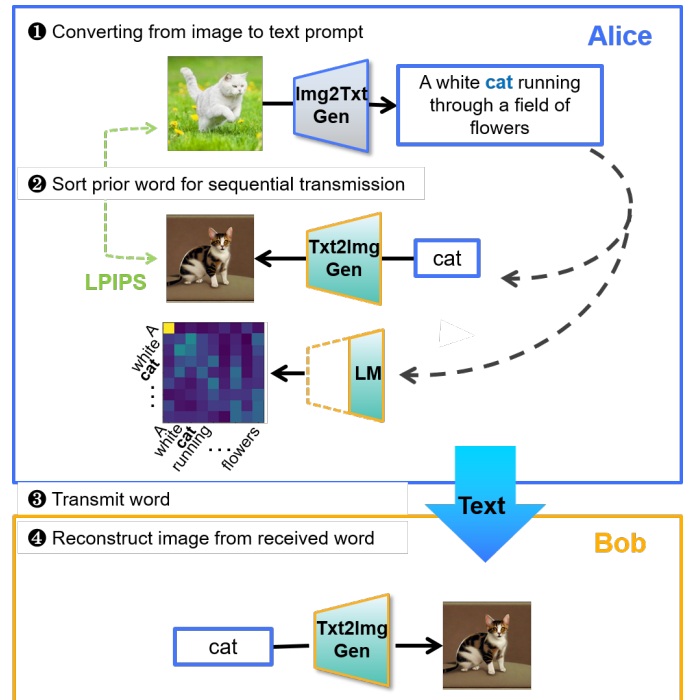 ❶ Converting from image to text prompt
Alice
Img2Txt
Gen
A white cat running
through a field of
flowers
❷ Sort prior word for sequential transmission
LPIPS
Txt2Img
Gen
cat
A
white
cat
...
LM
A
white
cat
running
...
flowers
❸ Transmit word
Text
❹ Reconstruct image from received word
Bob
cat
Txt2Img
Gen